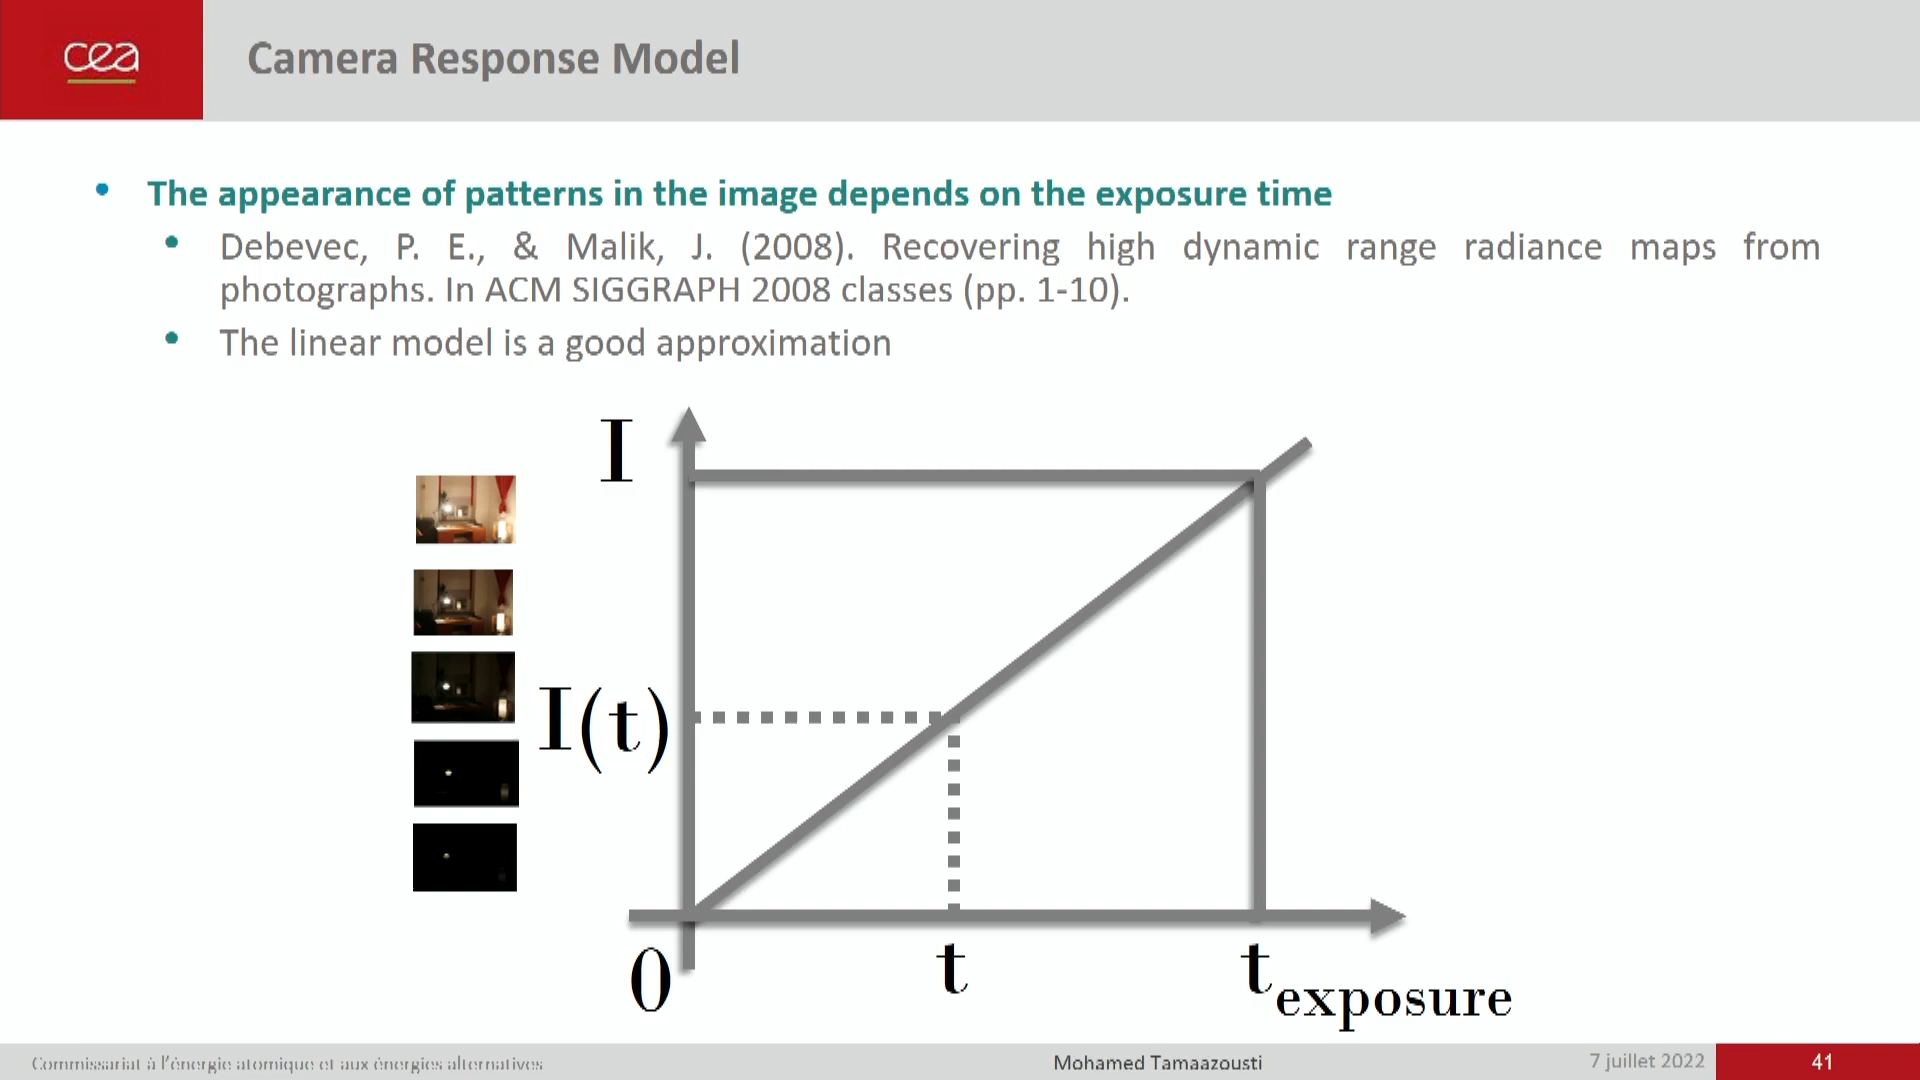 cea
Camera Response Model
• The appearance of patterns in the image depends on the exposure time
• Debevec, P. E., & Malik, J. (2008). Recovering high dynamic range radiance maps from
photographs. In ACM SIGGRAPH 2008 classes (pp. 1-10).
• The linear model is a good approximation
I
I(t)
0
t
t exposure
Commissariat à l'énergie atomique et aux énergies alternatives
Mohamed Tamaazousti
7 juillet 2022
41